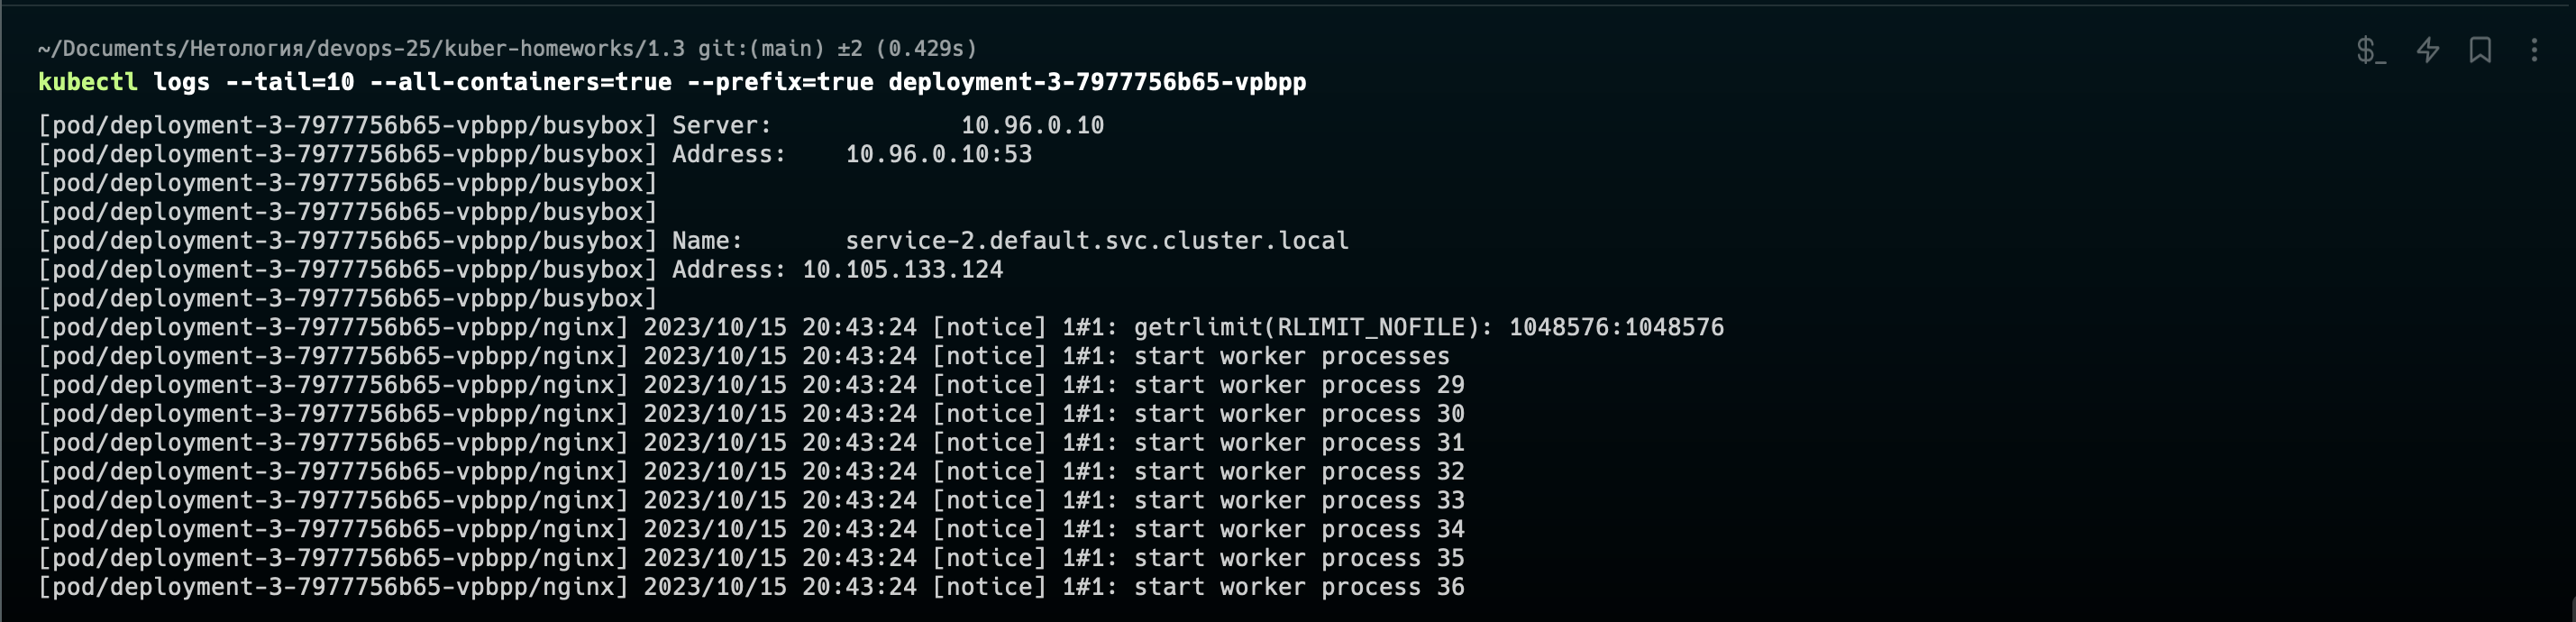 ~/Documents/Нетология/devops-25/kuber-homeworks/1.3 git:(main) ±2 (0.429s)
$_
kubectl logs --tail=10 --all-containers=true --prefix=true deployment-3-7977756b65-vpbpp
[pod/deployment-3-7977756b65-vpbpp/busybox] Server:             10.96.0.10
[pod/deployment-3-7977756b65-vpbpp/busybox] Address:    10.96.0.10:53
[pod/deployment-3-7977756b65-vpbpp/busybox]
[pod/deployment-3-7977756b65-vpbpp/busybox]
[pod/deployment-3-7977756b65-vpbpp/busybox] Name:       service-2.default.svc.cluster.local
[pod/deployment-3-7977756b65-vpbpp/busybox] Address: 10.105.133.124
[pod/deployment-3-7977756b65-vpbpp/busybox]
[pod/deployment-3-7977756b65-vpbpp/nginx] 2023/10/15 20:43:24 [notice] 1#1: getrlimit(RLIMIT_NOFILE): 1048576:1048576
[pod/deployment-3-7977756b65-vpbpp/nginx] 2023/10/15 20:43:24 [notice] 1#1: start worker processes
[pod/deployment-3-7977756b65-vpbpp/nginx] 2023/10/15 20:43:24 [notice] 1#1: start worker process 29
[pod/deployment-3-7977756b65-vpbpp/nginx] 2023/10/15 20:43:24 [notice] 1#1: start worker process 30
[pod/deployment-3-7977756b65-vpbpp/nginx] 2023/10/15 20:43:24 [notice] 1#1: start worker process 31
[pod/deployment-3-7977756b65-vpbpp/nginx] 2023/10/15 20:43:24 [notice] 1#1: start worker process 32
[pod/deployment-3-7977756b65-vpbpp/nginx] 2023/10/15 20:43:24 [notice] 1#1: start worker process 33
[pod/deployment-3-7977756b65-vpbpp/nginx] 2023/10/15 20:43:24 [notice] 1#1: start worker process 34
[pod/deployment-3-7977756b65-vpbpp/nginx] 2023/10/15 20:43:24 [notice] 1#1: start worker process 35
[pod/deployment-3-7977756b65-vpbpp/nginx] 2023/10/15 20:43:24 [notice] 1#1: start worker process 36